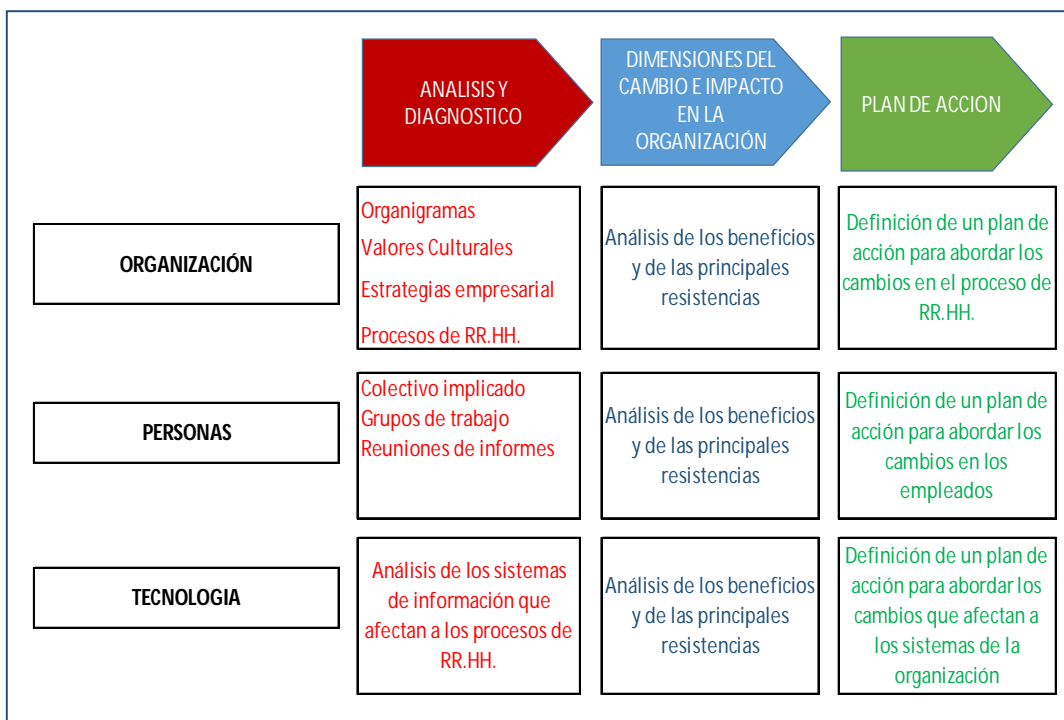 ANALISIS Y
DIAGNOSTICO
DIMENSIONES DEL
CAMBIO E IMPACTO
EN LA
ORGANIZACIÓN
PLAN DE ACCION
ORGANIZACIÓN
Organigramas
Valores Culturales
Estrategias empresarial
Procesos de RR.HH.
Análisis de los beneficios
y de las principales
resistencias
Definición de un plan de
acción para abordar los
cambios en el proceso de
RR.HH.
PERSONAS
Colectivo implicado
Grupos de trabajo
Reuniones de informes
Análisis de los beneficios
y de las principales
resistencias
Definición de un plan de
acción para abordar los
cambios en los
empleados
TECNOLOGIA
Análisis de los sistemas
de información que
afectan a los procesos de
RR.HH.
Análisis de los beneficios
y de las principales
resistencias
Definición de un plan de
acción para abordar los
cambios que afectan a
los sistemas de la
organización